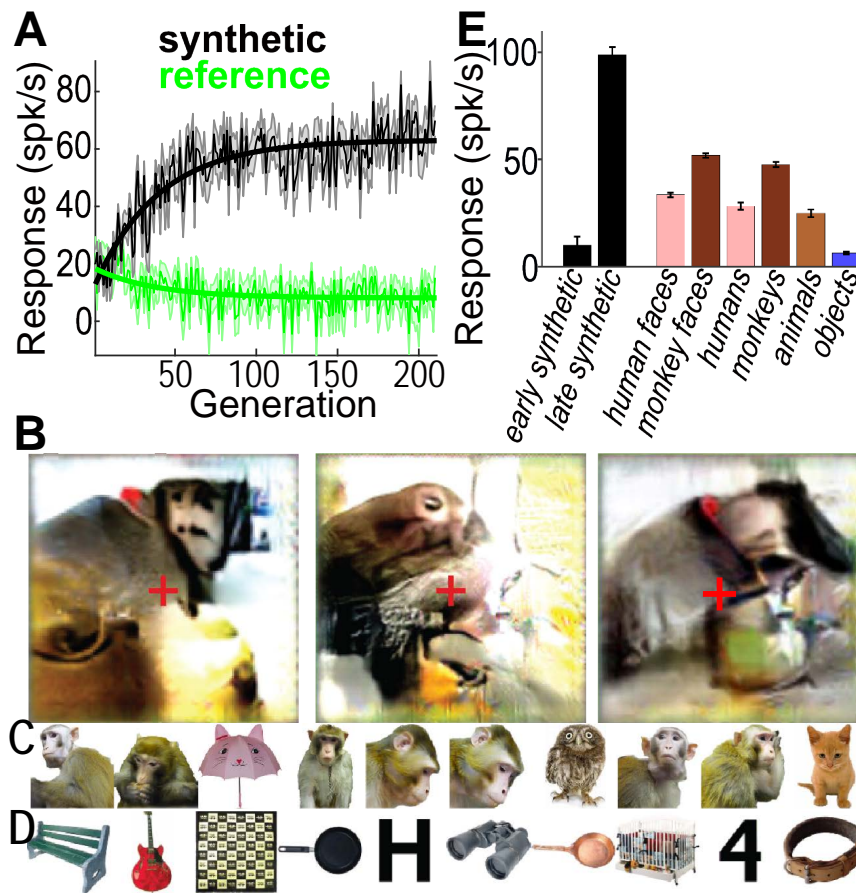 A
synthetic
reference
Response (spk/s)
80
60
40
20
0
50
100
150
200
Generation
E
Response (spk/s)
100
50
0
early synthetic
late synthetic
human faces
monkey faces
humans
monkeys
animals
objects
B
C
D
H
4